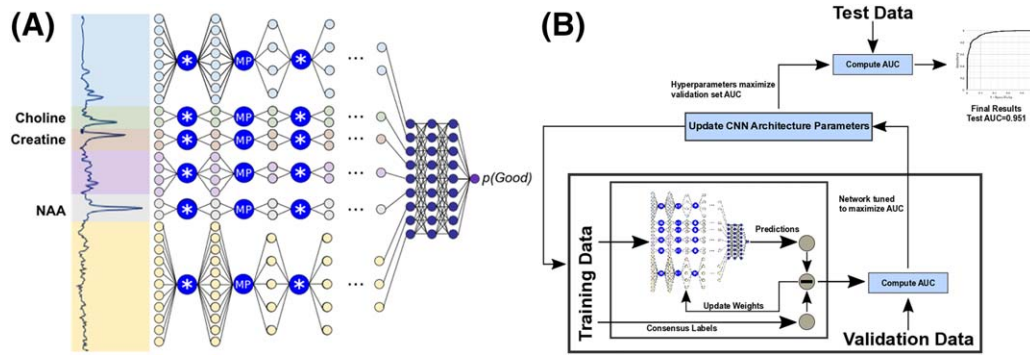 (A)
Choline
Creatine
NAA
* MP * ...
* MP * ...
* MP * ...
* MP * ...
* MP * ...
* MP * ...
p(Good)
(B)
Test Data
Compute AUC
Hyperparameters maximize
validation set AUC
Final Results
Test AUC=0.951
Update CNN Architecture Parameters
Network tuned
to maximize AUC
Training Data
Predictions
Update Weights
Consensus Labels
Compute AUC
Validation Data